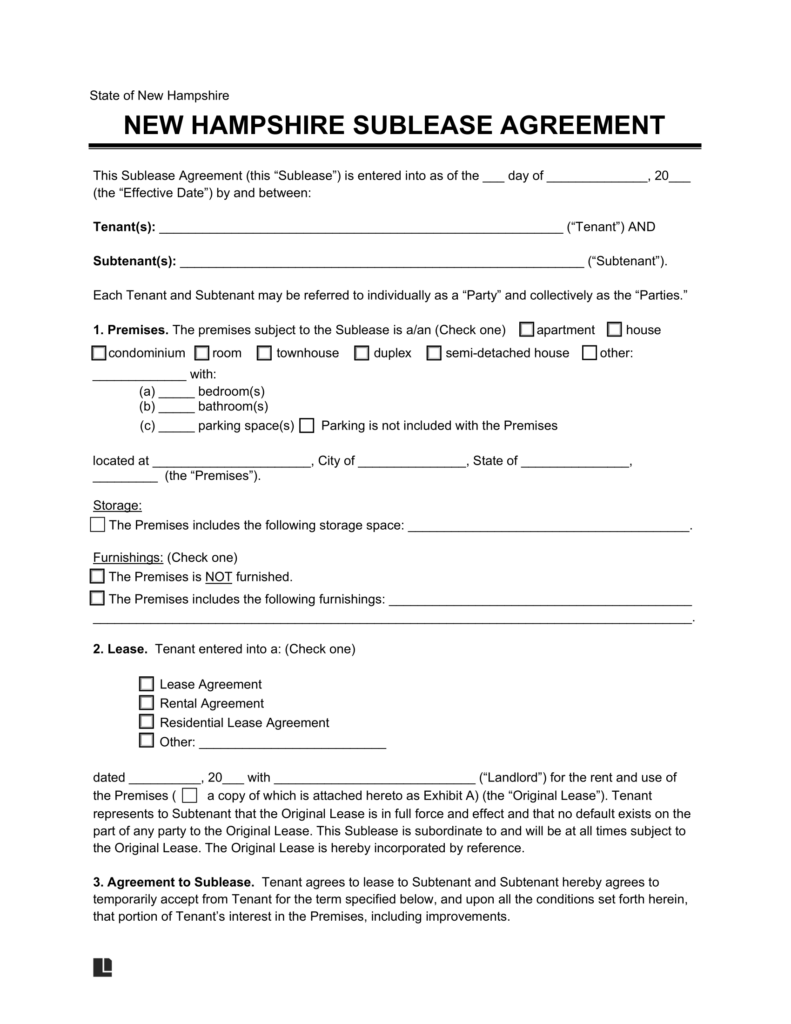 State of New Hampshire
NEW HAMPSHIRE SUBLEASE AGREEMENT
This Sublease Agreement (this “Sublease”) is entered into as of the ___ day of ______________, 20___
(the “Effective Date”) by and between:
Tenant(s): ________________________________________________________ (“Tenant”) AND
Subtenant(s): ________________________________________________________ (“Subtenant”).
Each Tenant and Subtenant may be referred to individually as a “Party” and collectively as the “Parties.”
1. Premises. The premises subject to the Sublease is a/an (Check one) ☐ apartment ☐ house
☐ condominium ☐ room ☐ townhouse ☐ duplex ☐ semi-detached house ☐ other:
_____________ with:
(a) _____ bedroom(s)
(b) _____ bathroom(s)
(c) _____ parking space(s) ☐ Parking is not included with the Premises
located at ______________________, City of _______________, State of _______________,
_________ (the “Premises”).
Storage:
☐ The Premises includes the following storage space: _______________________________________.
Furnishings: (Check one)
☐ The Premises is NOT furnished.
☐ The Premises includes the following furnishings: __________________________________________
___________________________________________________________________________________.
2. Lease. Tenant entered into a: (Check one)
☐ Lease Agreement
☐ Rental Agreement
☐ Residential Lease Agreement
☐ Other: __________________________
dated __________, 20___ with ____________________________ (“Landlord”) for the rent and use of
the Premises ( ☐ a copy of which is attached hereto as Exhibit A) (the “Original Lease”). Tenant
represents to Subtenant that the Original Lease is in full force and effect and that no default exists on the
part of any party to the Original Lease. This Sublease is subordinate to and will be at all times subject to
the Original Lease. The Original Lease is hereby incorporated by reference.
3. Agreement to Sublease. Tenant agrees to lease to Subtenant and Subtenant hereby agrees to
temporarily accept from Tenant for the term specified below, and upon all the conditions set forth herein,
that portion of Tenant’s interest in the Premises, including improvements.